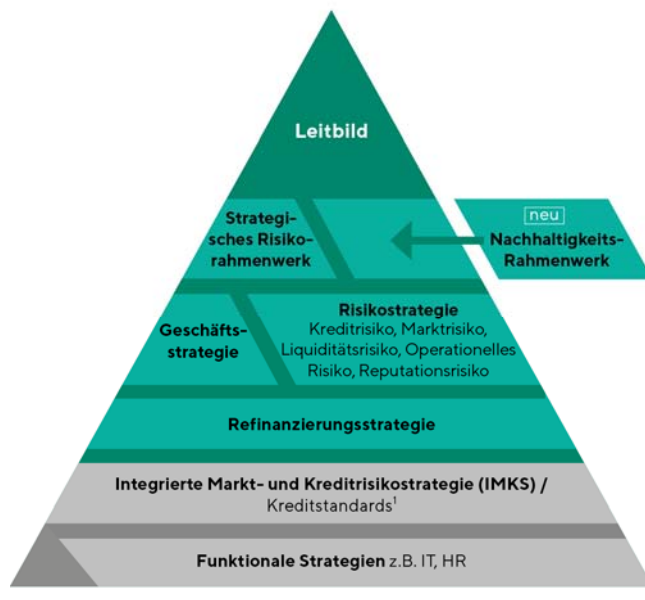 Leitbild
Strategi-
sches Risiko-
rahmenwerk
neu
Nachhaltigkeits-
Rahmenwerk
Geschäfts-
strategie
Risikostrategie
Kreditrisiko, Marktrisiko,
Liquiditätsrisiko, Operationelles
Risiko, Reputationsrisiko
Refinanzierungsstrategie
Integrierte Markt- und Kreditrisikostrategie (IMKS) /
Kreditstandards¹
Funktionale Strategien z.B. IT, HR